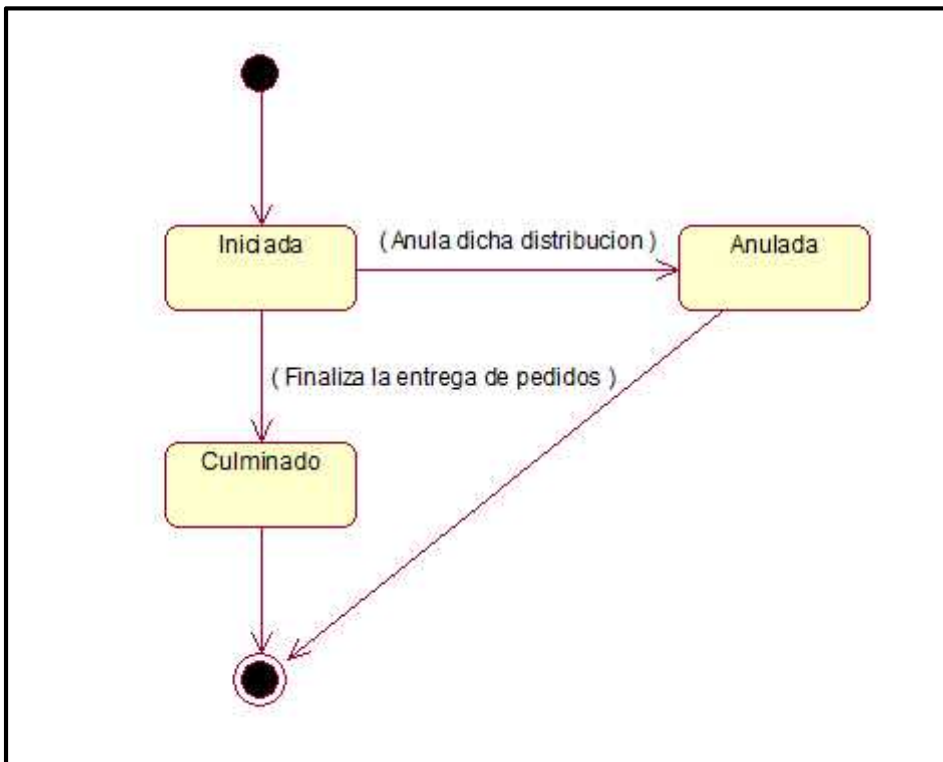 Iniciada
( Anula dicha distribucion )
Anulada
( Finaliza la entrega de pedidos )
Culminado